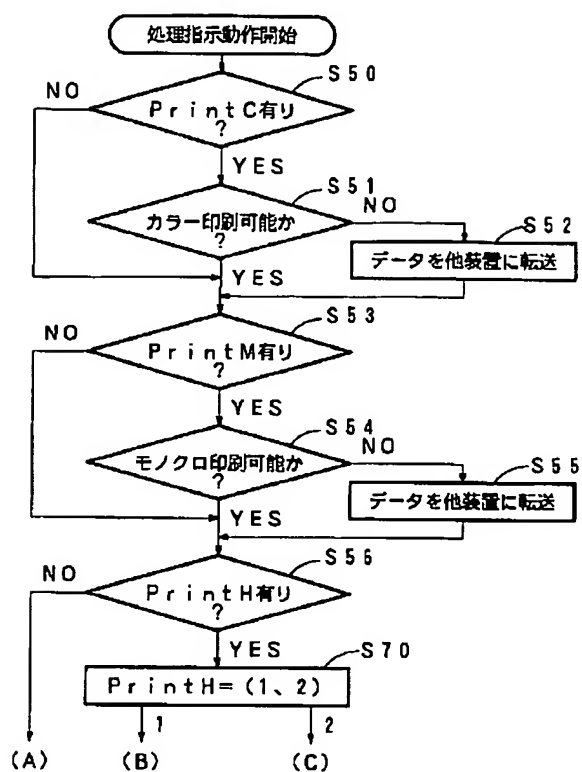 処理指示動作開始
S50
NO
PrintC有り
?
YES
S51
NO
カラー印刷可能か
?
S52
データを他装置に転送
YES
S53
NO
PrintM有り
?
YES
S54
NO
モノクロ印刷可能か
?
S55
データを他装置に転送
YES
S56
NO
PrintH有り
?
YES
S70
PrintH=(1、2)
1
2
(A)
(B)
(C)